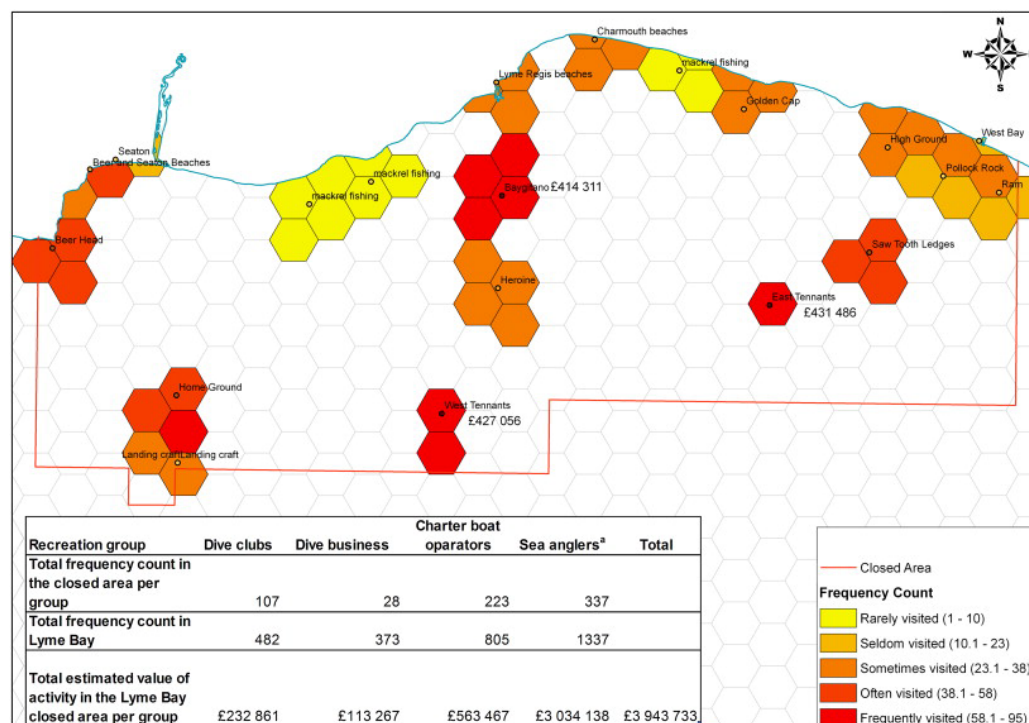 N
W
S
Charmouth beaches
mackrel fishing
Lyme Regis beaches
Golden Cap
West Bay
High Ground
Seaton
Beer and Seaton Beaches
Pollock Rock
mackrel fishing
Baygitano £414 311
Ram
mackrel fishing
Beer Head
Saw Tooth Ledges
Heroine
East Tennants
£431 486
Home Ground
West Tennants
£427 056
Landing craft
Landing craft
Charter boat
Recreation group Dive clubs Dive business oparators Sea anglersᵃ Total
Total frequency count in
the closed area per
group 107 28 223 337
Total frequency count in
Lyme Bay 482 373 805 1337
Total estimated value of
activity in the Lyme Bay
closed area per group £232 861 £113 267 £563 467 £3 034 138 £3 943 733
Closed Area
Frequency Count
Rarely visited (1 - 10)
Seldom visited (10.1 - 23)
Sometimes visited (23.1 - 38)
Often visited (38.1 - 58)
Frequently visited (58.1 - 95)